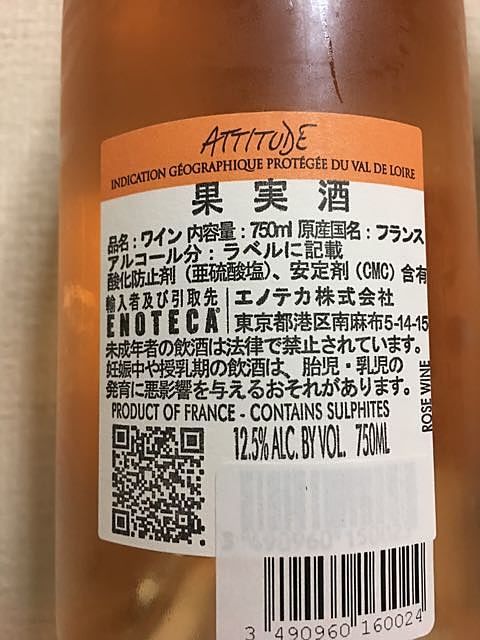 ATTITUDE
INDICATION GÉOGRAPHIQUE PROTÉGÉE DU VAL DE LOIRE
果実酒
品名:ワイン 内容量:750ml 原産国名:フランス
アルコール分:ラベルに記載
酸化防止剤(亜硫酸塩)、安定剤(CMC)含有
輸入者及び引取先
ENOTECA
エノテカ株式会社
東京都港区南麻布5-14-15
未成年者の飲酒は法律で禁止されています。
妊娠中や授乳期の飲酒は、胎児・乳児の
発育に悪影響を与えるおそれがあります。
ROSE WINE
PRODUCT OF FRANCE - CONTAINS SULPHITES
12.5% ALC. BY VOL. 750ML
3 490960 160024